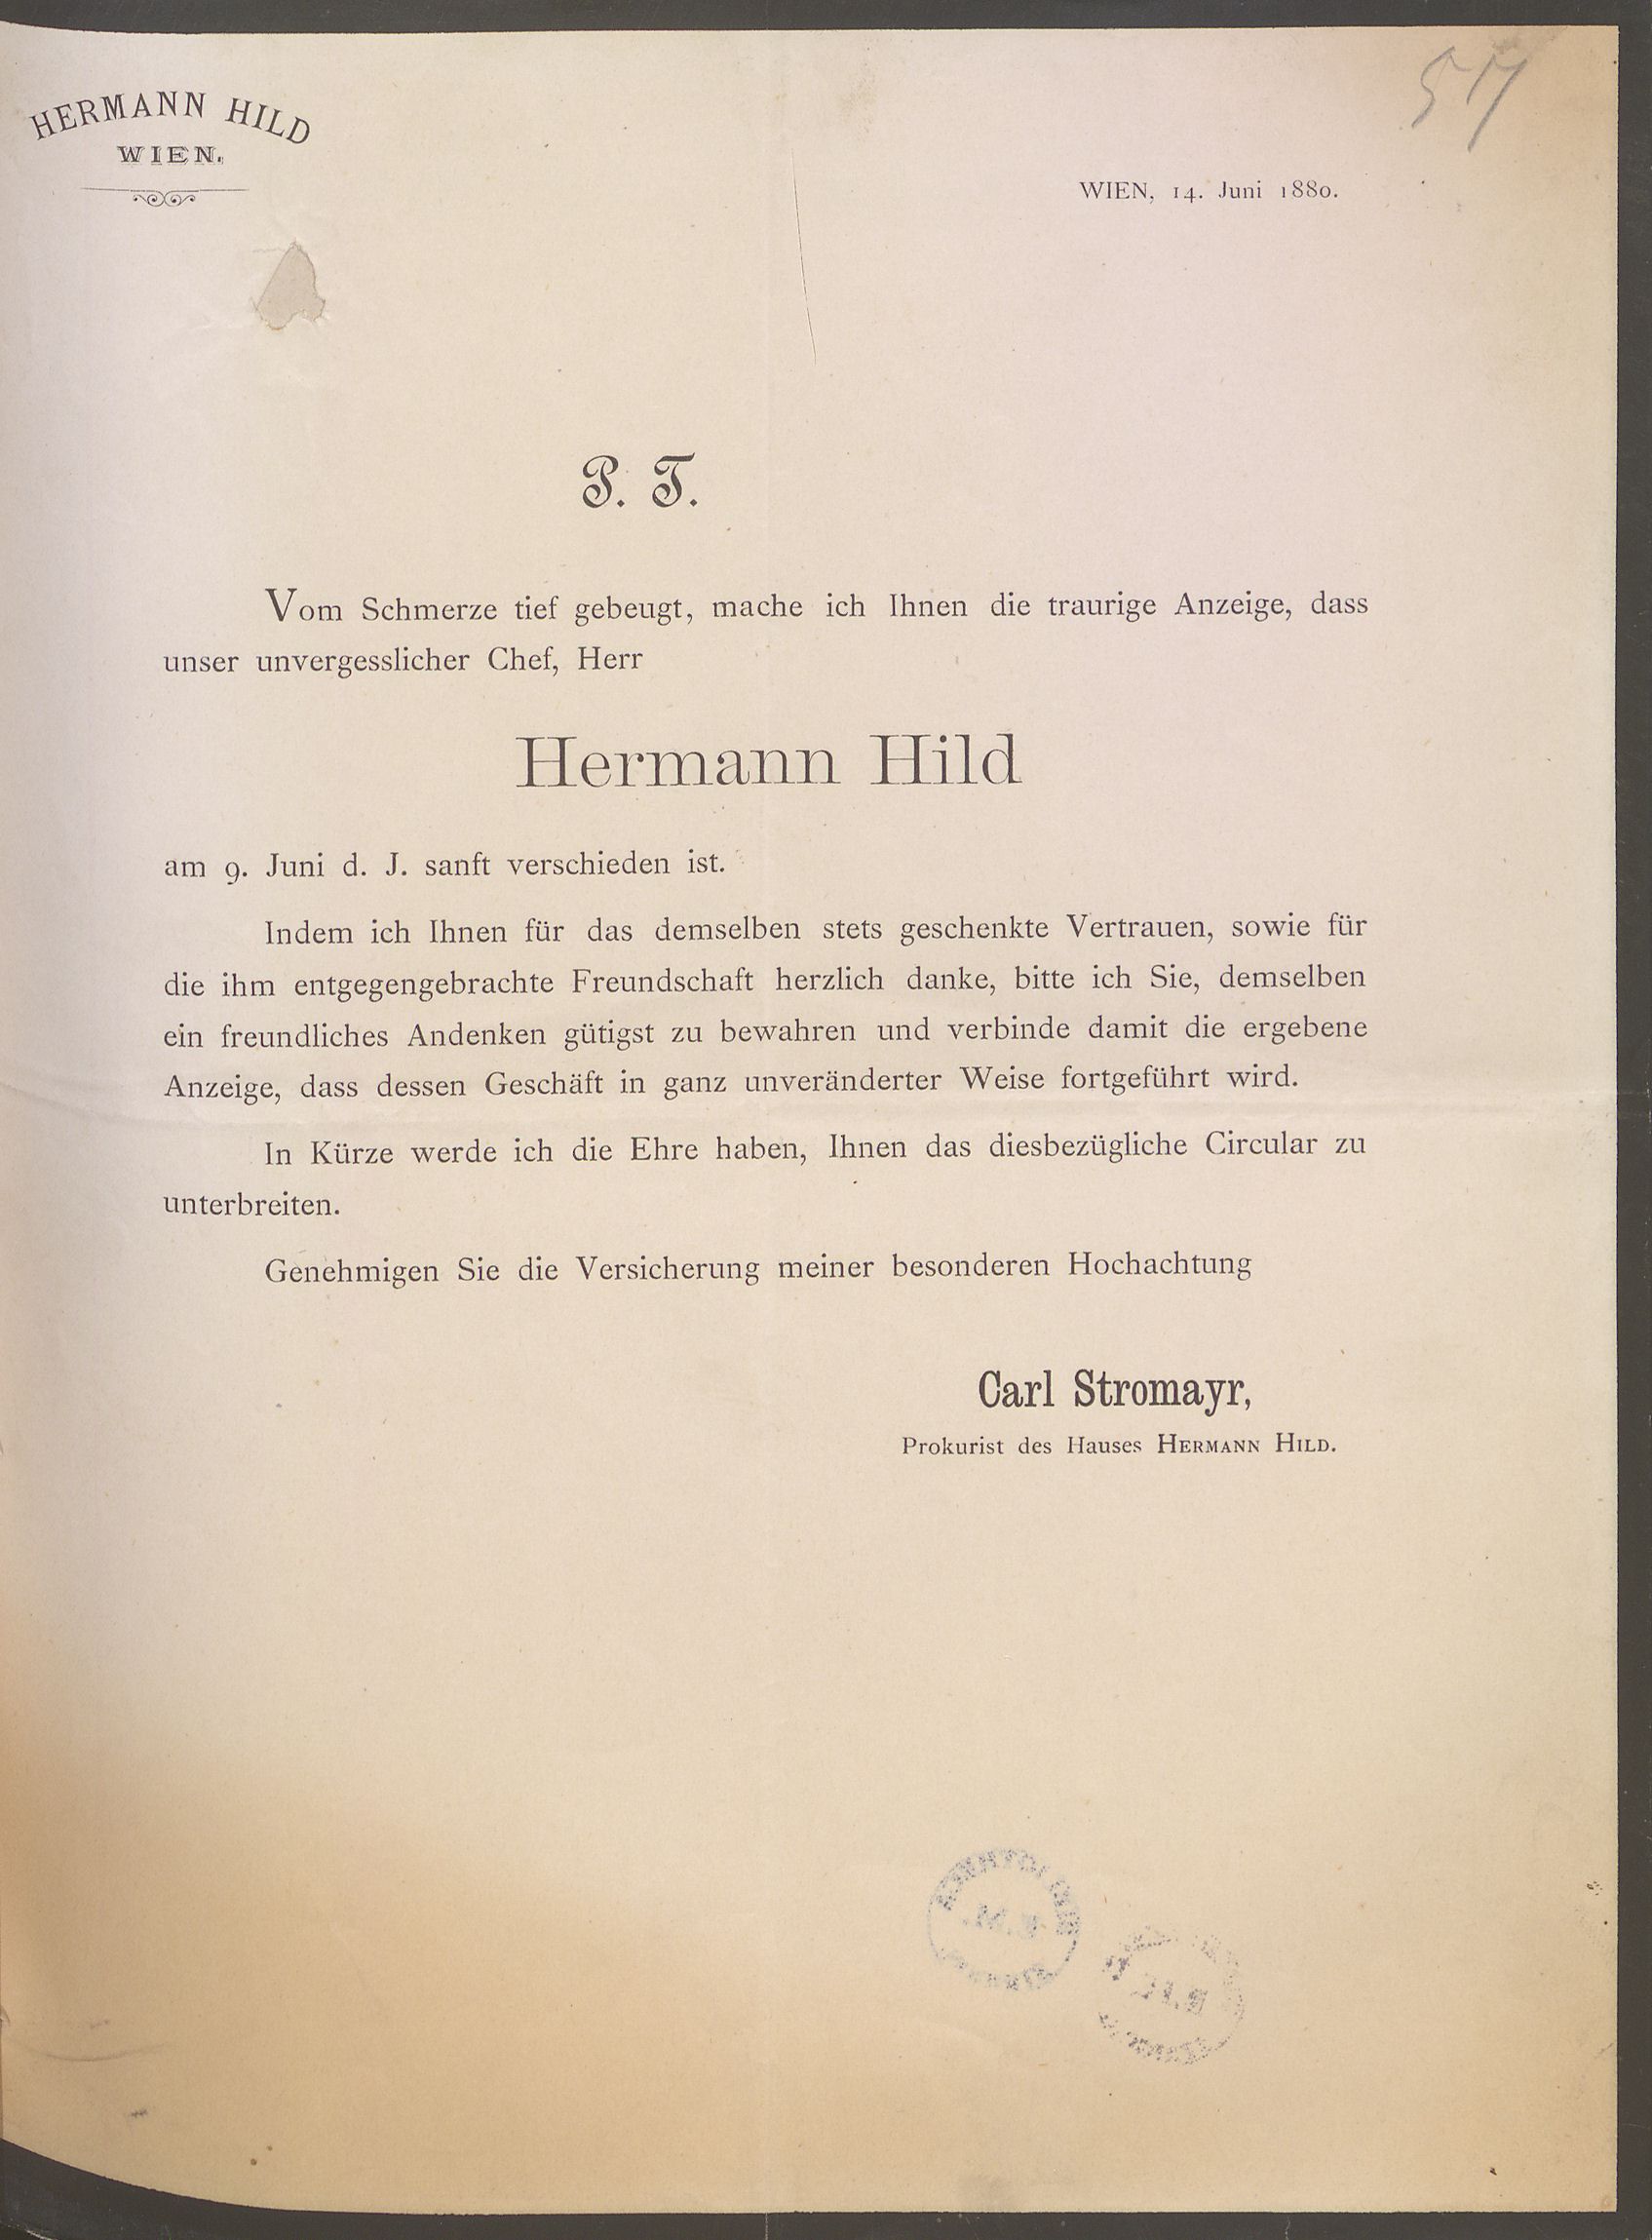 57
HERMANN HILD
WIEN.
WIEN, 14. Juni 1880.
P. T.
Vom Schmerze tief gebeugt, mache ich Ihnen die traurige Anzeige, dass
unser unvergesslicher Chef, Herr
Hermann Hild
am 9. Juni d. J. sanft verschieden ist.
Indem ich Ihnen für das demselben stets geschenkte Vertrauen, sowie für
die ihm entgegengebrachte Freundschaft herzlich danke, bitte ich Sie, demselben
ein freundliches Andenken gütigst zu bewahren und verbinde damit die ergebene
Anzeige, dass dessen Geschäft in ganz unveränderter Weise fortgeführt wird.
In Kürze werde ich die Ehre haben, Ihnen das diesbezügliche Circular zu
unterbreiten.
Genehmigen Sie die Versicherung meiner besonderen Hochachtung
Carl Stromayr,
Prokurist des Hauses HERMANN HILD.